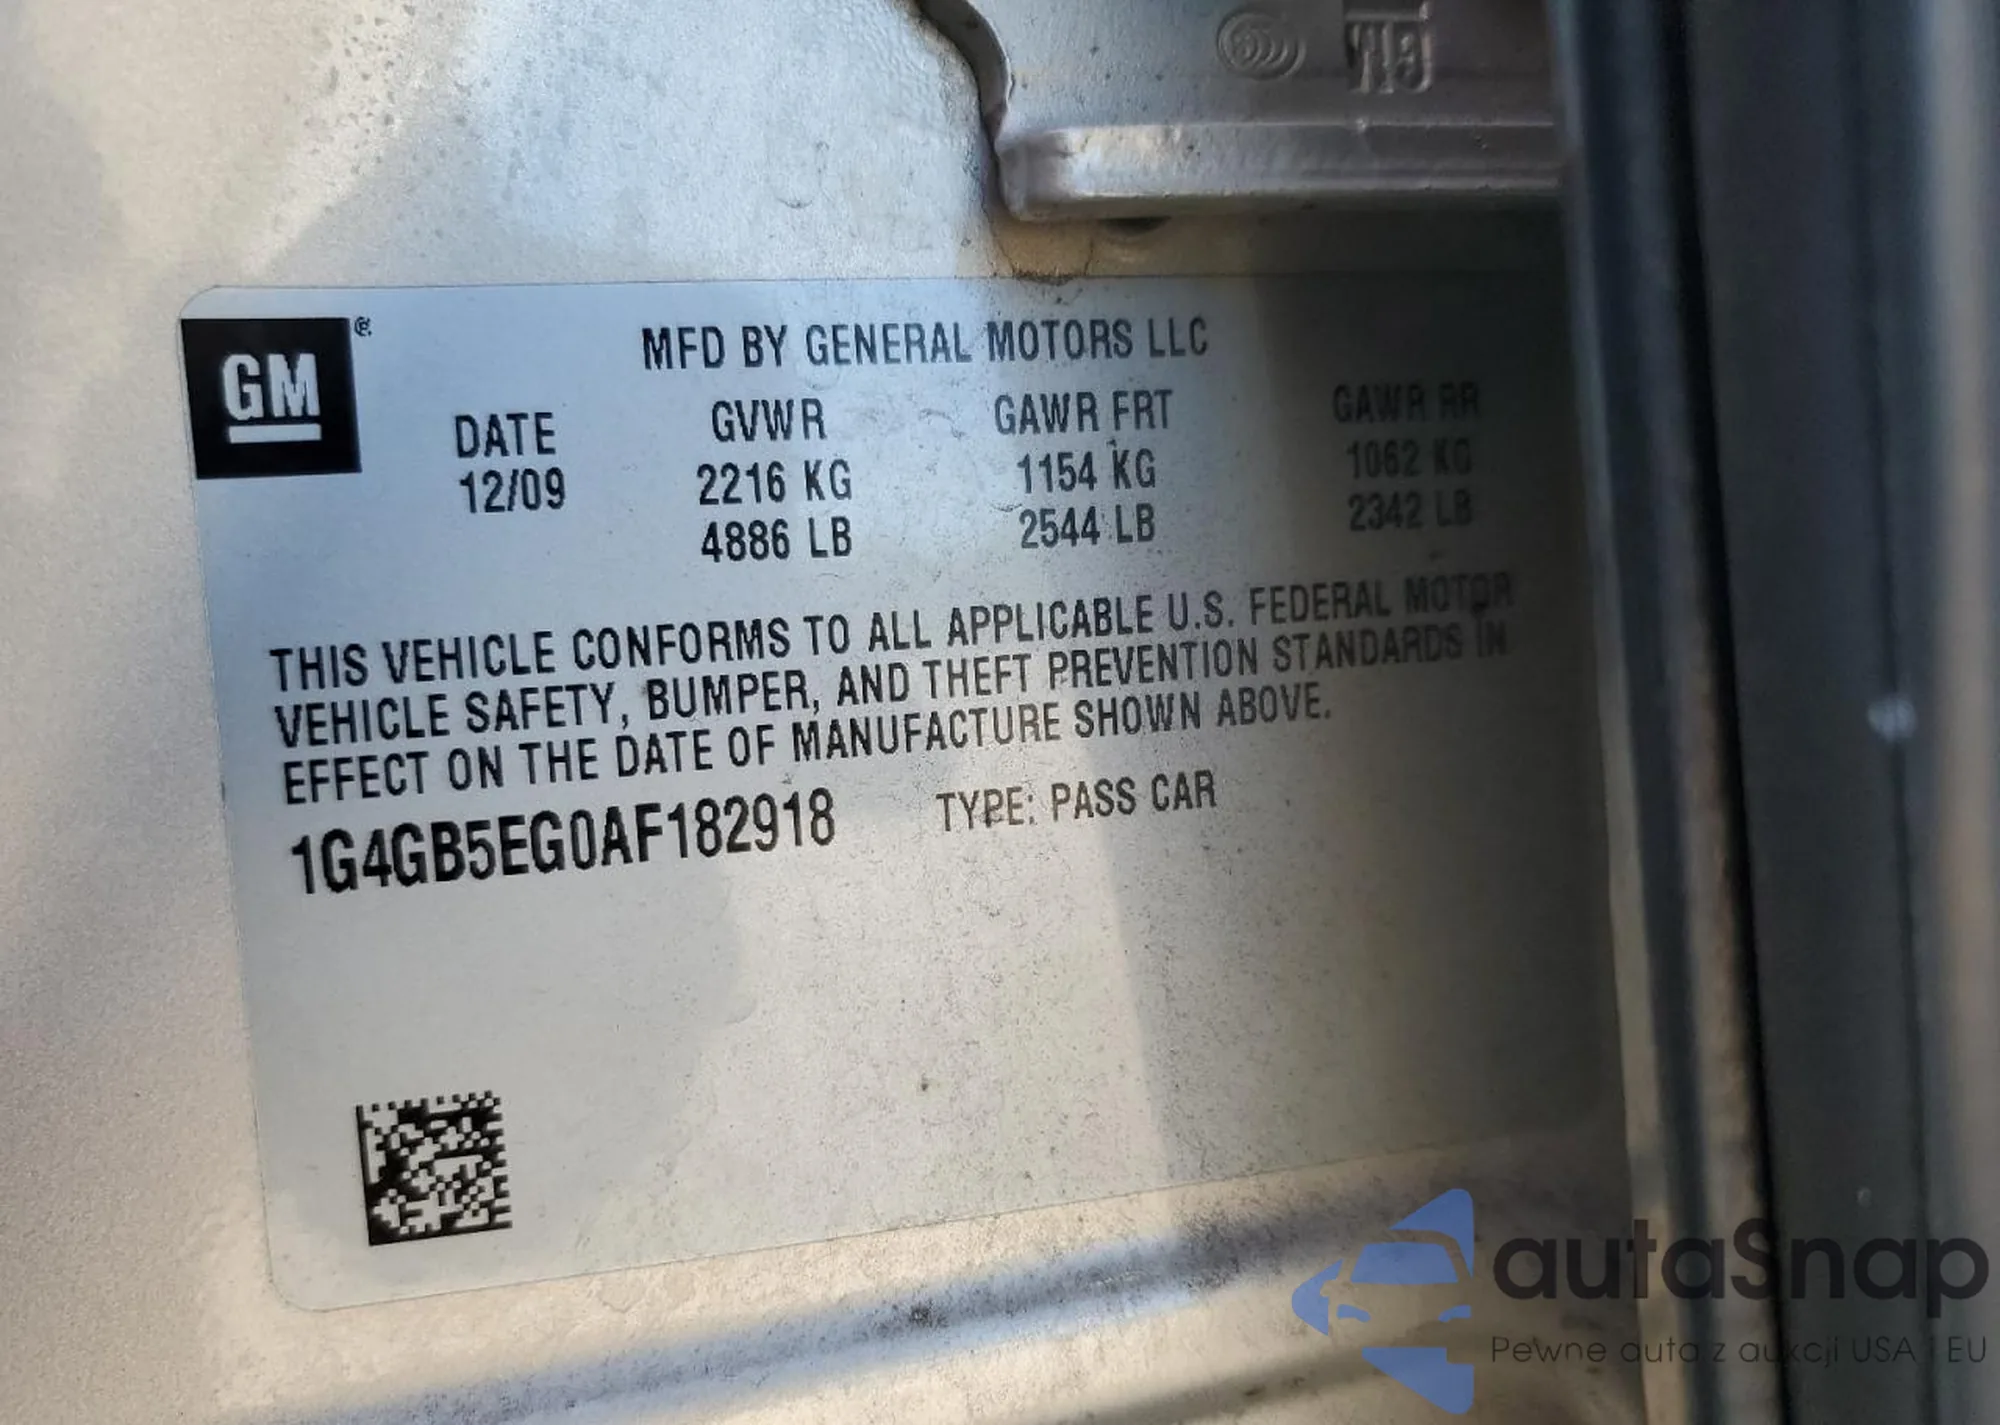 GM®
MFD BY GENERAL MOTORS LLC
DATE GVWR GAWR FRT GAWR RR
12/09 2216 KG 1154 KG 1062 KG
4886 LB 2544 LB 2342 LB
THIS VEHICLE CONFORMS TO ALL APPLICABLE U.S. FEDERAL MOTOR
VEHICLE SAFETY, BUMPER, AND THEFT PREVENTION STANDARDS IN
EFFECT ON THE DATE OF MANUFACTURE SHOWN ABOVE.
1G4GB5EG0AF182918 TYPE: PASS CAR
autaSnap
Pewne auta z aukcji USA i EU